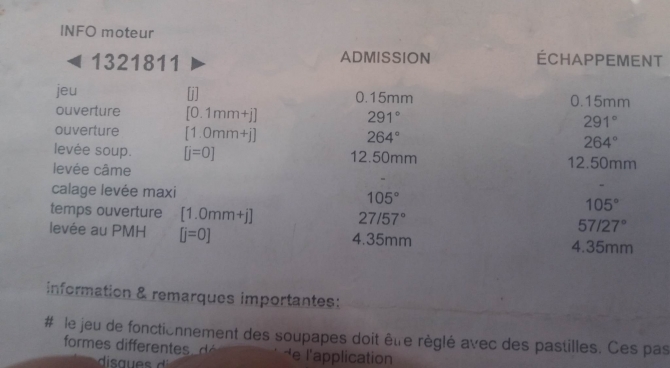 INFO moteur
◄ 1321811 ► ADMISSION ÉCHAPPEMENT
jeu [j] 0.15mm 0.15mm
ouverture [0.1mm+j] 291° 291°
ouverture [1.0mm+j] 264° 264°
levée soup. [j=0] 12.50mm 12.50mm
levée câme - -
calage levée maxi 105° 105°
temps ouverture [1.0mm+j] 27/57° 57/27°
levée au PMH [j=0] 4.35mm 4.35mm
information & remarques importantes:
# le jeu de fonctionnement des soupapes doit être règlé avec des pastilles. Ces pas
formes differentes, de l'application
disques